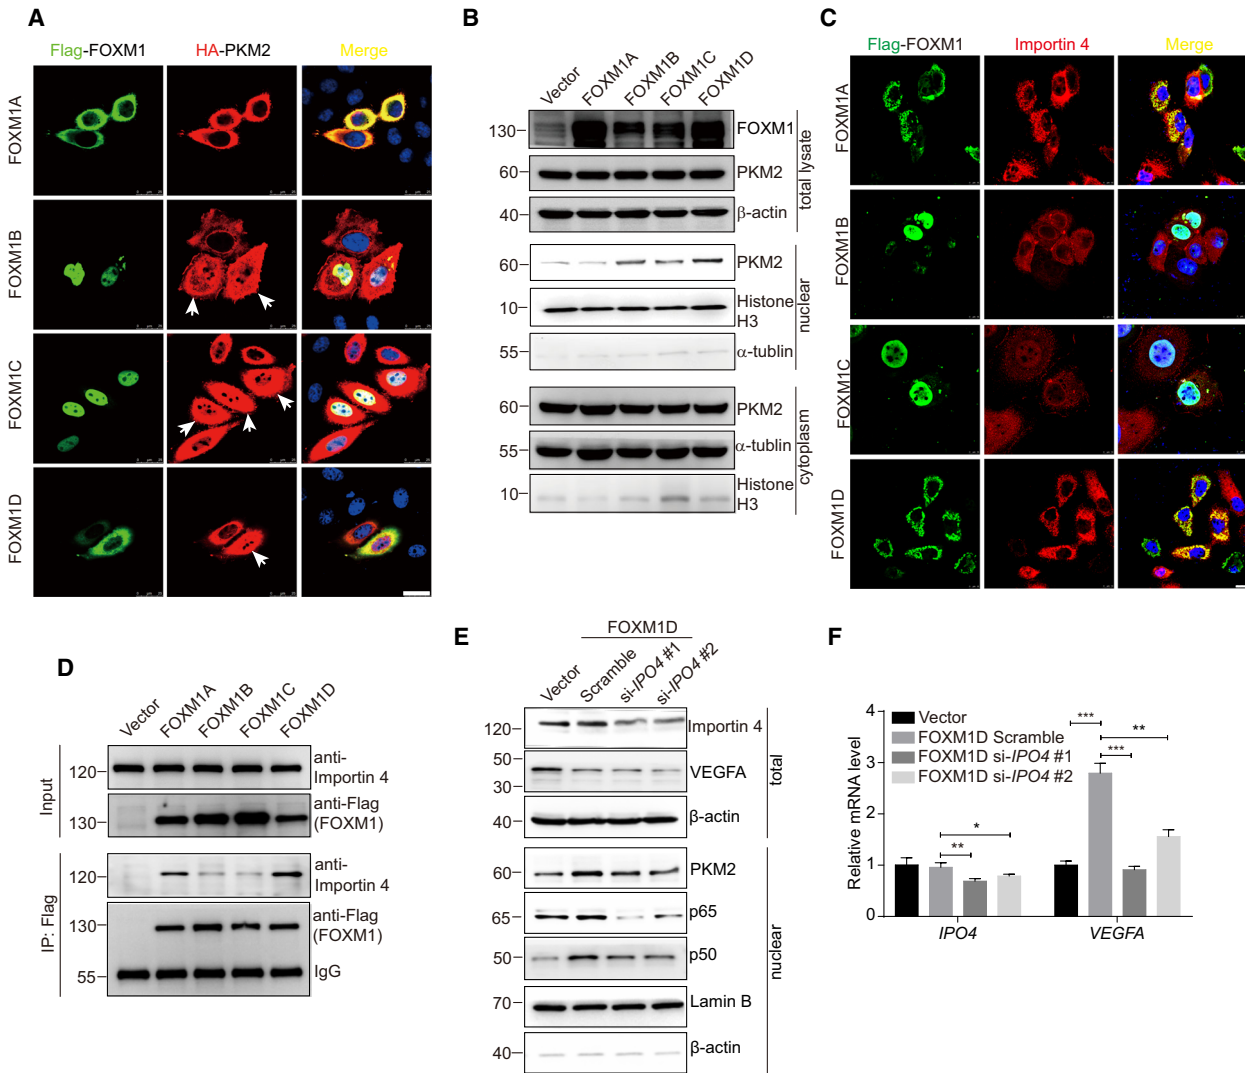 A
Flag-FOXM1 HA-PKM2 Merge
FOXM1A
FOXM1B
FOXM1C
FOXM1D
B
Vector FOXM1A FOXM1B FOXM1C FOXM1D
130 FOXM1
60 PKM2
40 β-actin
total lysate
60 PKM2
10 Histone H3
55 α-tublin
nuclear
60 PKM2
55 α-tublin
10 Histone H3
cytoplasm
C
Flag-FOXM1 Importin 4 Merge
FOXM1A
FOXM1B
FOXM1C
FOXM1D
D
Vector FOXM1A FOXM1B FOXM1C FOXM1D
Input
120 anti-Importin 4
130 anti-Flag (FOXM1)
IP: Flag
120 anti-Importin 4
130 anti-Flag (FOXM1)
55 IgG
E
FOXM1D
Vector Scramble si-IPO4 #1 si-IPO4 #2
120 Importin 4
50
30 VEGFA
40 β-actin
total
60 PKM2
65 p65
50 p50
70 Lamin B
40 β-actin
nuclear
F
Relative mRNA level
4
3
2
1
0
Vector
FOXM1D Scramble
FOXM1D si-IPO4 #1
FOXM1D si-IPO4 #2
* ** *** *** **
IPO4 VEGFA